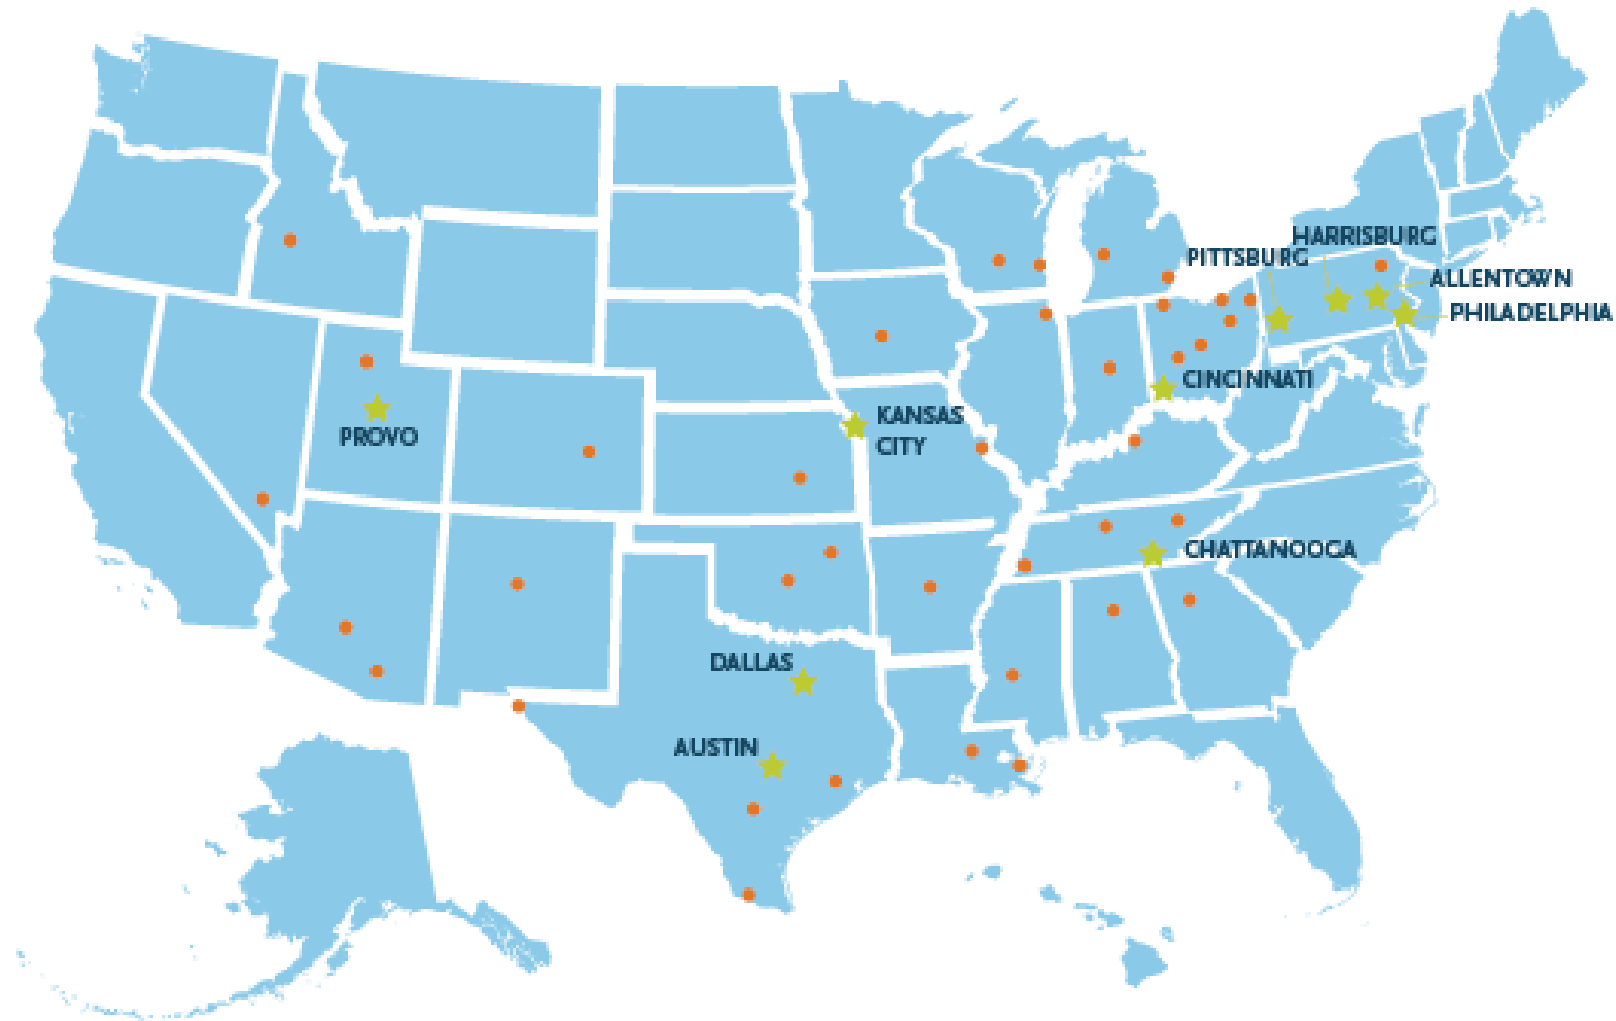 HARRISBURG
PITTSBURG
ALLENTOWN
PHILADELPHIA
CINCINNATI
KANSAS
CITY
PROVO
CHATTANOOGA
DALLAS
AUSTIN